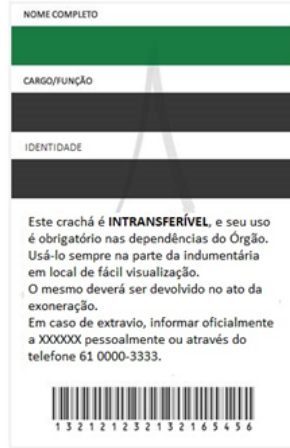 NOME COMPLETO
CARGO/FUNÇÃO
IDENTIDADE
Este crachá é INTRANSFERÍVEL, e seu uso
é obrigatório nas dependências do Órgão.
Usá-lo sempre na parte da indumentária
em local de fácil visualização.
O mesmo deverá ser devolvido no ato da
exoneração.
Em caso de extravio, informar oficialmente
a XXXXXX pessoalmente ou através do
telefone 61 0000-3333.
1 3 2 1 2 1 2 3 2 1 3 2 1 6 5 4 5 6